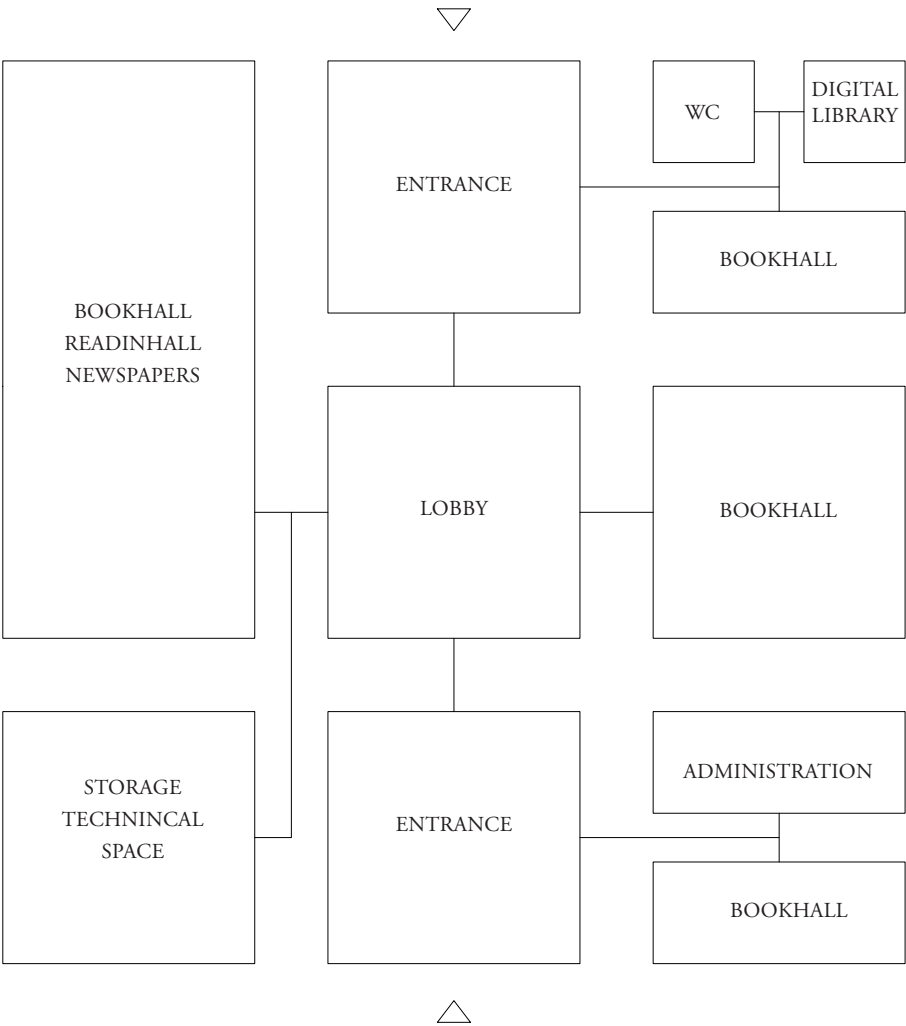 WC
DIGITAL
LIBRARY
ENTRANCE
BOOKHALL
BOOKHALL
READINHALL
NEWSPAPERS
LOBBY
BOOKHALL
STORAGE
TECHNINCAL
SPACE
ENTRANCE
ADMINISTRATION
BOOKHALL